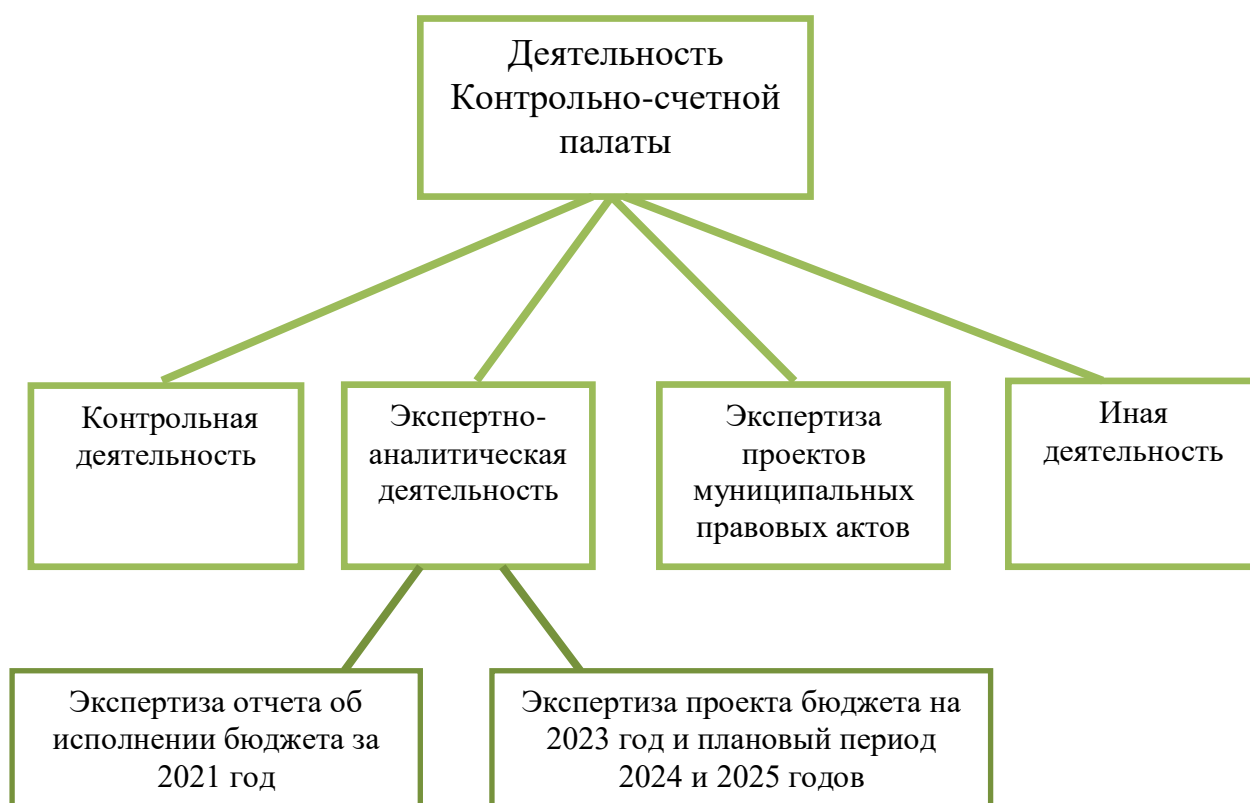 Деятельность
Контрольно-счетной
палаты
Контрольная
деятельность
Экспертно-
аналитическая
деятельность
Экспертиза
проектов
муниципальных
правовых актов
Иная
деятельность
Экспертиза отчета об
исполнении бюджета за
2021 год
Экспертиза проекта бюджета на
2023 год и плановый период
2024 и 2025 годов